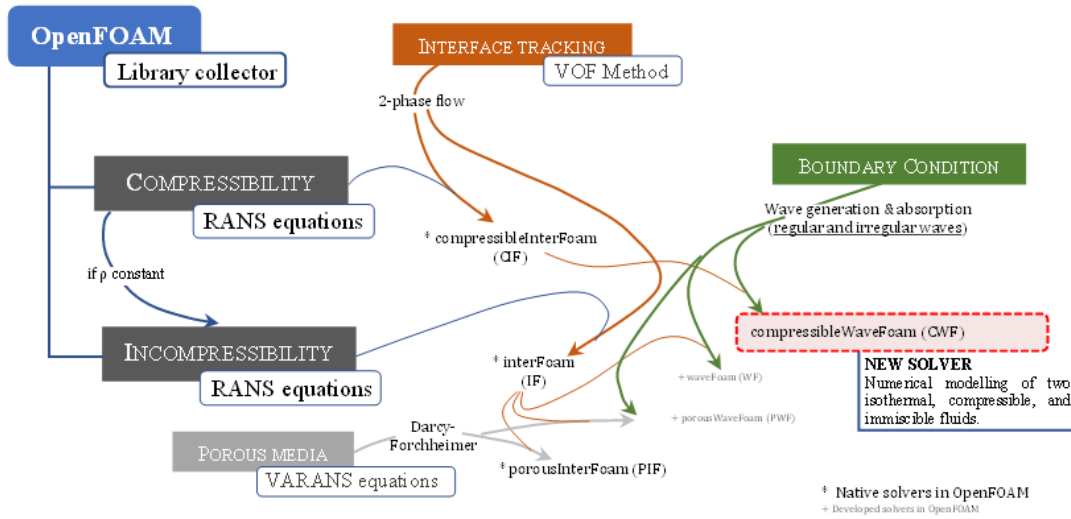 OpenFOAM
Library collector
INTERFACE TRACKING
VOF Method
2-phase flow
COMPRESSIBILITY
RANS equations
BOUNDARY CONDITION
Wave generation & absorption
(regular and irregular waves)
* compressibleInterFoam
(CIF)
if ρ constant
INCOMPRESSIBILITY
RANS equations
compressibleWaveFoam (CWF)
NEW SOLVER
Numerical modelling of two
isothermal, compressible, and
immiscible fluids.
* interFoam
(IF)
+ waveFoam (WF)
+ porousWaveFoam (PWF)
Darcy-
Forchheimer
POROUS MEDIA
VARANS equations
* porousInterFoam (PIF)
* Native solvers in OpenFOAM
+ Developed solvers in OpenFOAM